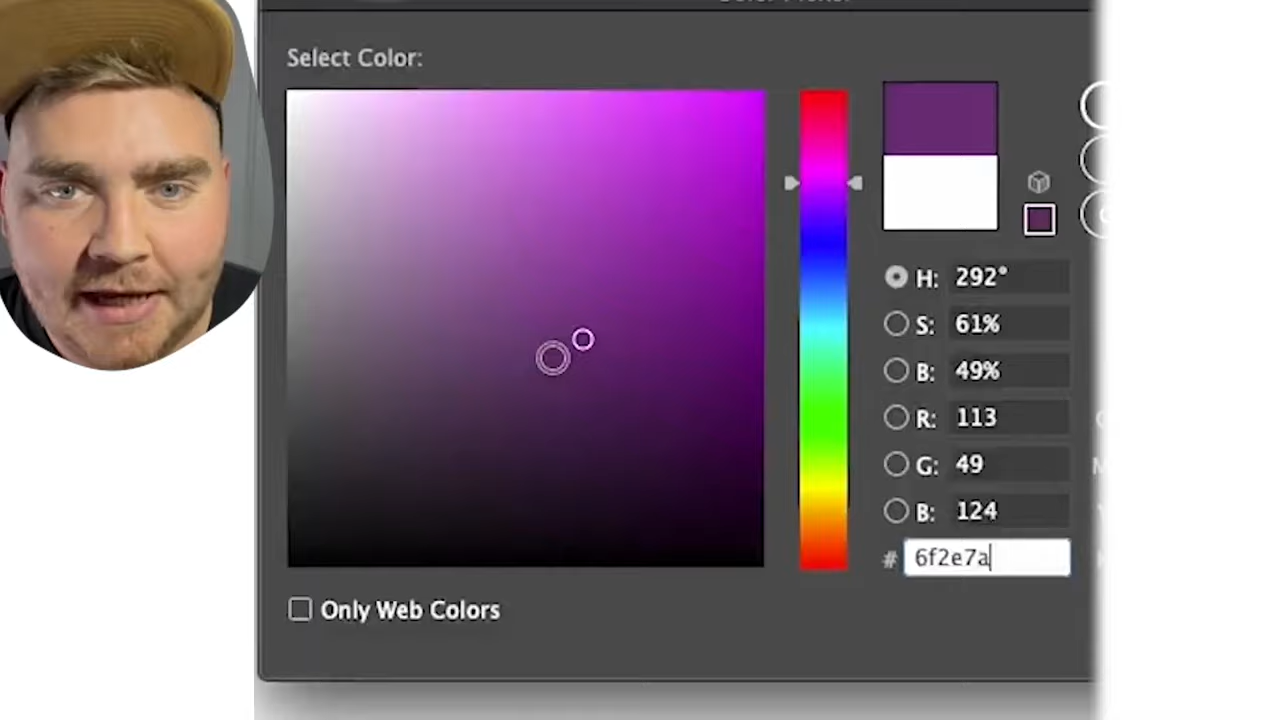 Select Color:
H: 292°
S: 61%
B: 49%
R: 113
G: 49
B: 124
# 6f2e7a
Only Web Colors